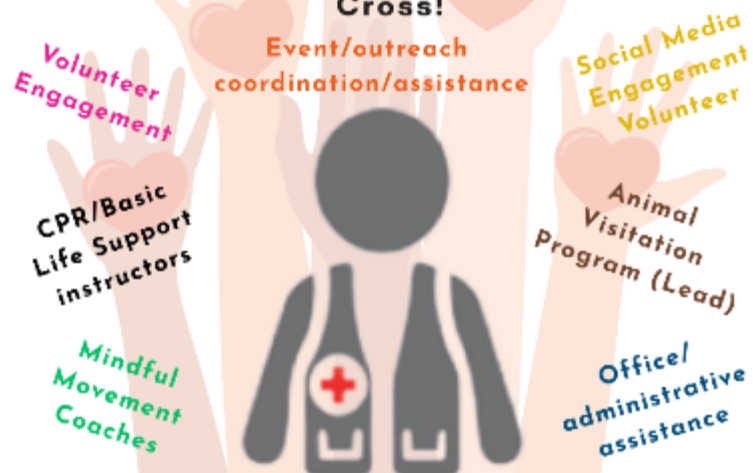 Cross!
Event/outreach
coordination/assistance
Volunteer
Engagement
Social Media
Engagement
Volunteer
CPR/Basic
Life Support
instructors
Animal
Visitation
Program (Lead)
Mindful
Movement
Coaches
Office/
administrative
assistance